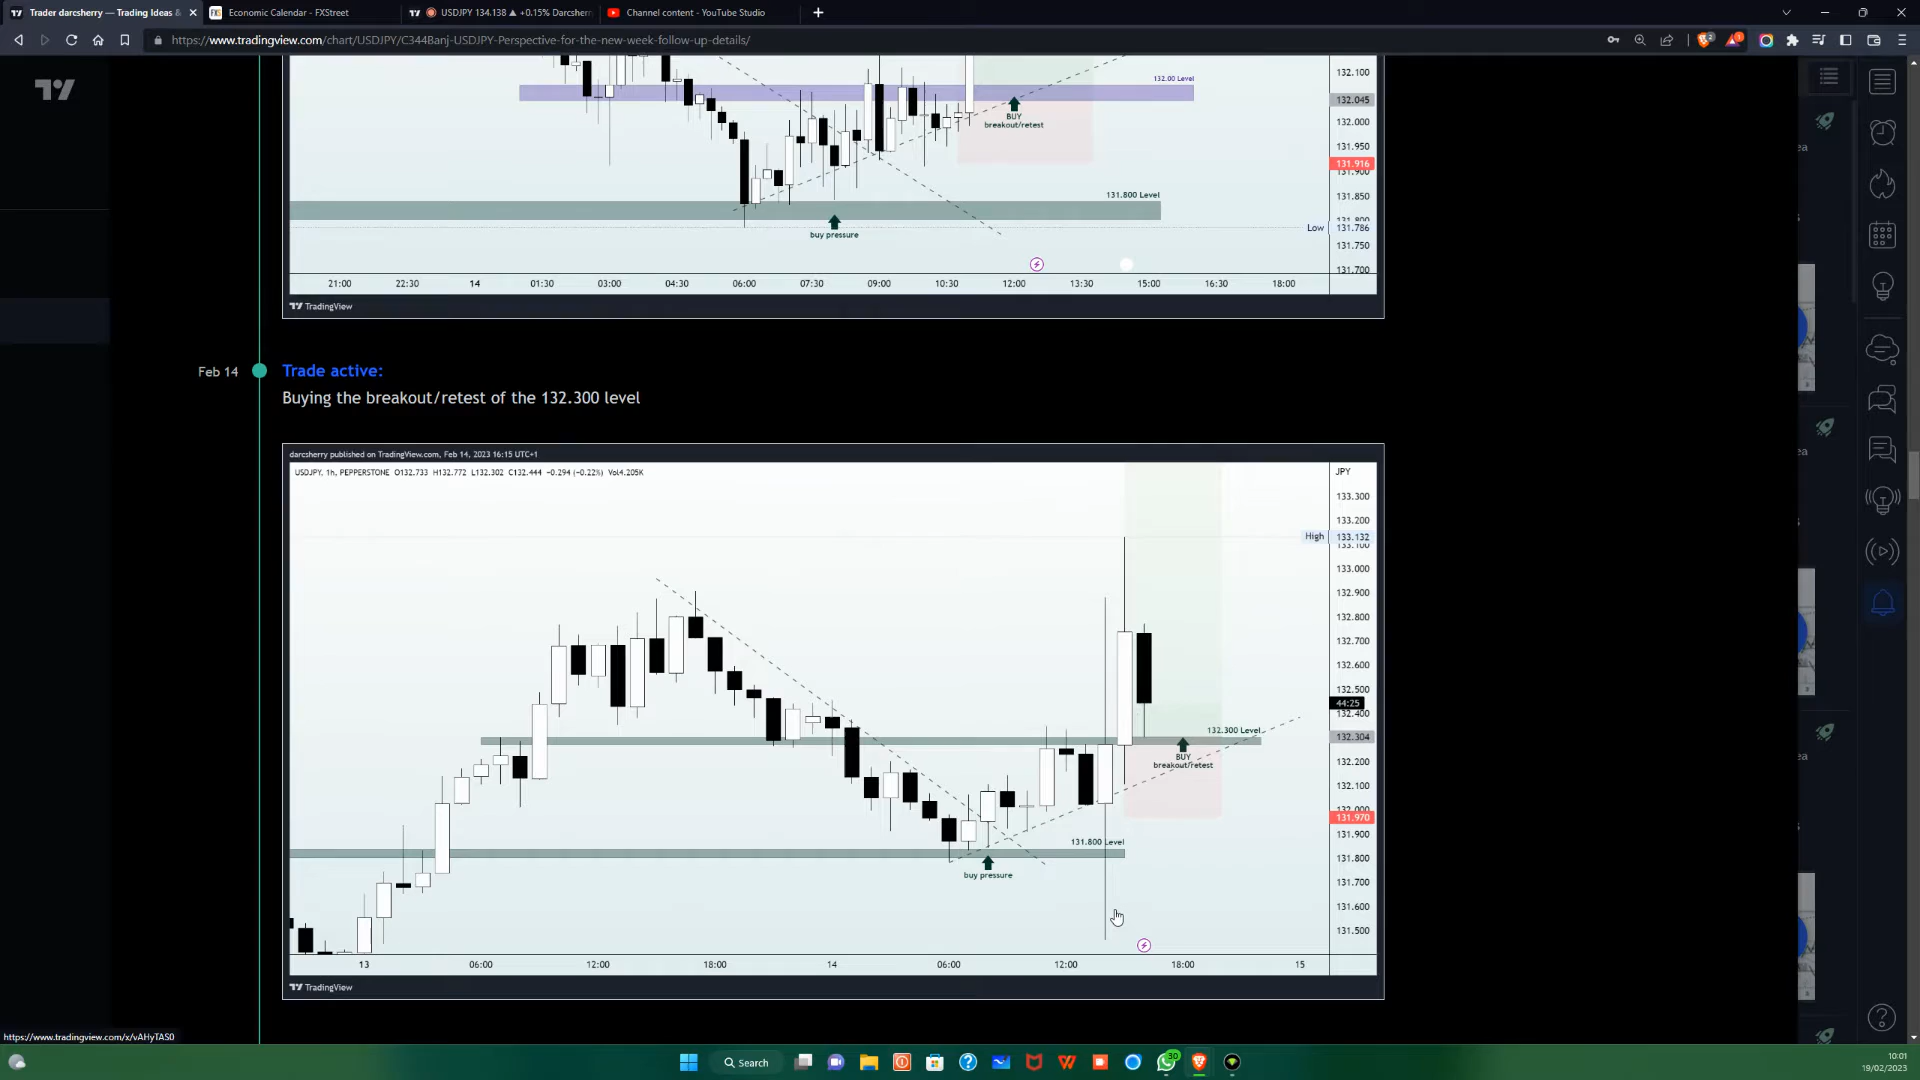 Trader darcsherry — Trading Ideas &
Economic Calendar - FXStreet
USDJPY 134.138 ▲ +0.15% Darcsherr
Channel content - YouTube Studio
https://www.tradingview.com/chart/USDJPY/C344Banj-USDJPY-Perspective-for-the-new-week-follow-up-details/
132.100
132.00 Level
132.045
BUY
breakout/retest
132.000
131.950
131.916
131.900
131.850
131.800 Level
131.800
buy pressure
Low
131.786
131.750
131.700
21:00 22:30 14 01:30 03:00 04:30 06:00 07:30 09:00 10:30 12:00 13:30 15:00 16:30 18:00
TradingView
Feb 14
Trade active:
Buying the breakout/retest of the 132.300 level
darcsherry published on TradingView.com, Feb 14, 2023 16:15 UTC+1
USDJPY, 1h, PEPPERSTONE O132.733 H132.772 L132.302 C132.444 −0.294 (−0.22%) Vol4.205K
JPY
133.300
133.200
High 133.132
133.100
133.000
132.900
132.800
132.700
132.600
132.500
44:25
132.400
132.300 Level
132.304
BUY
breakout/retest
132.200
132.100
132.000
131.970
131.900
131.800 Level
131.800
buy pressure
131.700
131.600
131.500
13 06:00 12:00 18:00 14 06:00 12:00 18:00 15
TradingView
https://www.tradingview.com/x/vAHyTAS0
Search
30
10:01
19/02/2023